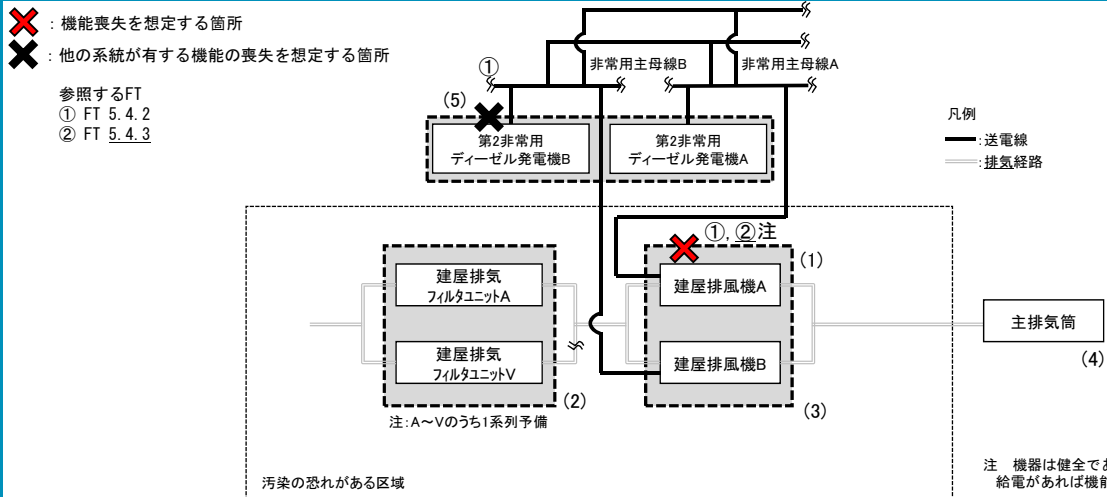 ：機能喪失を想定する箇所
：他の系統が有する機能の喪失を想定する箇所
参照するFT
① FT 5.4.2
② FT 5.4.3
①
非常用主母線B
非常用主母線A
(5)
第2非常用
ディーゼル発電機B
第2非常用
ディーゼル発電機A
凡例
：送電線
：排気経路
①,②注
(1)
建屋排気
フィルタユニットA
建屋排風機A
建屋排気
フィルタユニットV
建屋排風機B
主排気筒
(4)
(2)
(3)
注：A～Vのうち1系列予備
汚染の恐れがある区域
注　機器は健全であ
給電があれば機能